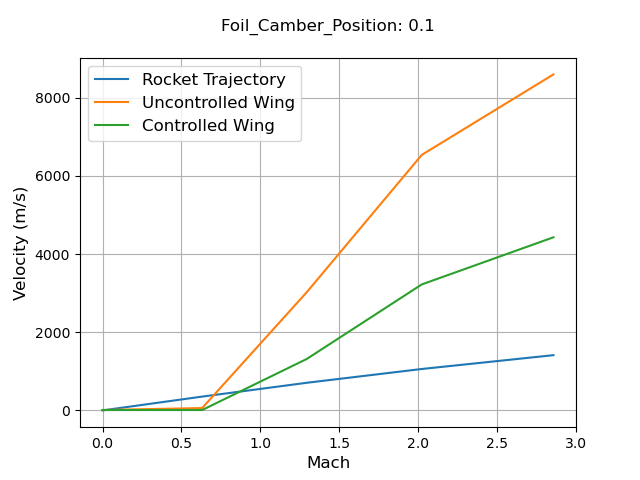 Foil_Camber_Position: 0.1
Rocket Trajectory
Uncontrolled Wing
Controlled Wing
Velocity (m/s)
8000
6000
4000
2000
0
0.0 0.5 1.0 1.5 2.0 2.5 3.0
Mach